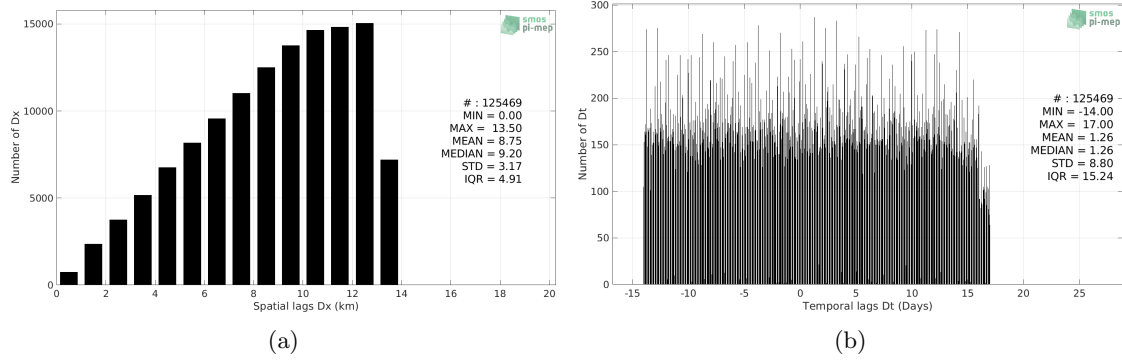 15000
10000
5000
0
Number of Dx
0 2 4 6 8 10 12 14 16 18 20
Spatial lags Dx (km)
smos
pi-mep
# : 125469
MIN = 0.00
MAX = 13.50
MEAN = 8.75
MEDIAN = 9.20
STD = 3.17
IQR = 4.91
(a)
300
250
200
150
100
50
0
Number of Dt
-15 -10 -5 0 5 10 15 20 25
Temporal lags Dt (Days)
smos
pi-mep
# : 125469
MIN = -14.00
MAX = 17.00
MEAN = 1.26
MEDIAN = 1.26
STD = 8.80
IQR = 15.24
(b)